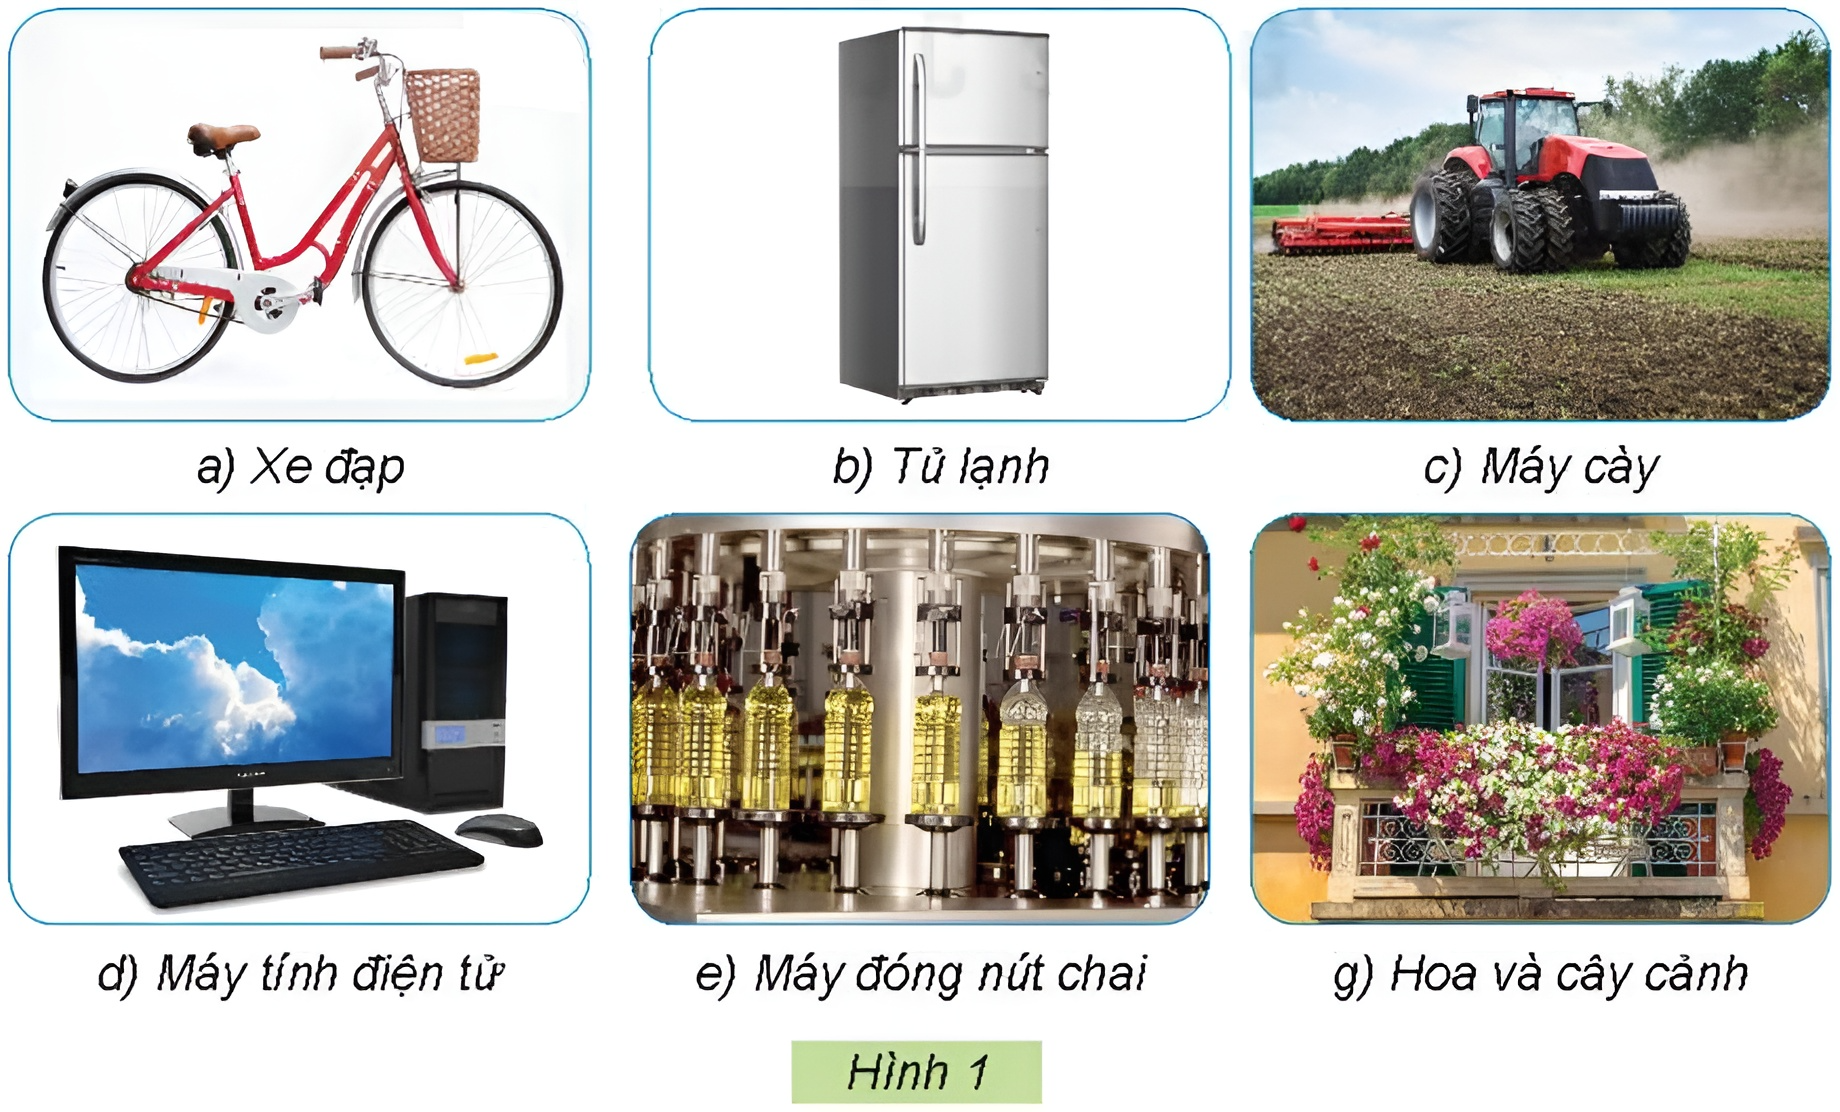 a) Xe đạp
b) Tủ lạnh
c) Máy cày
d) Máy tính điện tử
e) Máy đóng nút chai
g) Hoa và cây cảnh
Hình 1